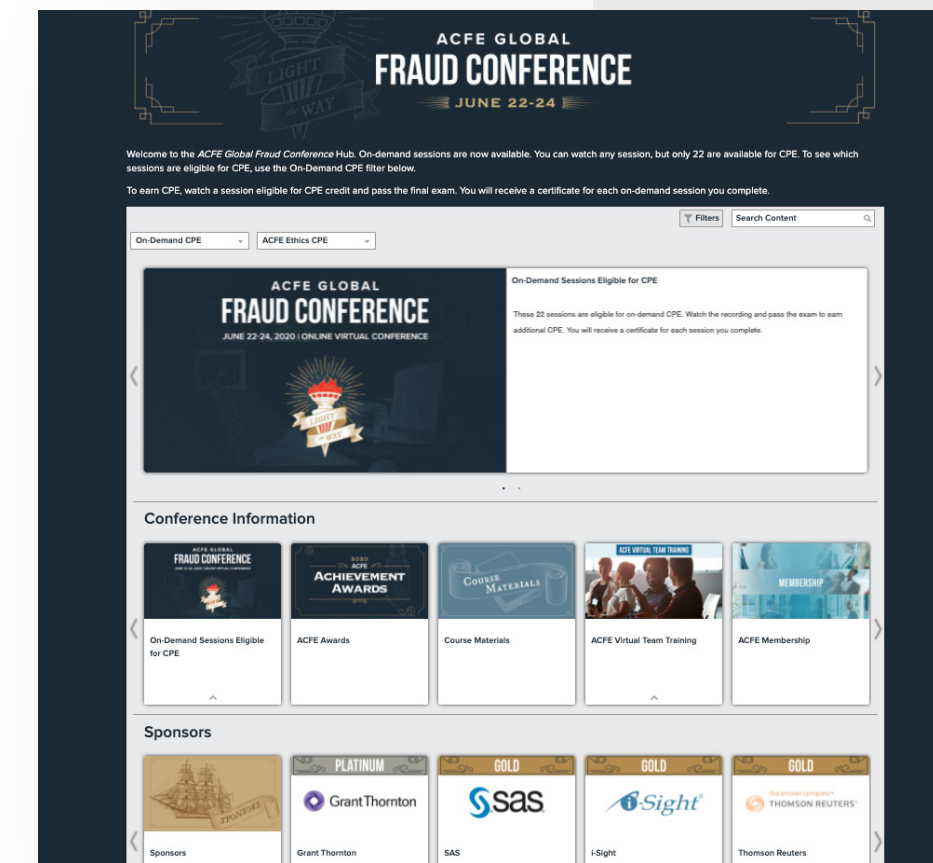 ACFE GLOBAL
FRAUD CONFERENCE
JUNE 22-24
LIGHT
the WAY
Welcome to the ACFE Global Fraud Conference Hub. On-demand sessions are now available. You can watch any session, but only 22 are available for CPE. To see which
sessions are eligible for CPE, use the On-Demand CPE filter below.
To earn CPE, watch a session eligible for CPE credit and pass the final exam. You will receive a certificate for each on-demand session you complete.
Filters
Search Content
On-Demand CPE
ACFE Ethics CPE
ACFE GLOBAL
FRAUD CONFERENCE
JUNE 22-24, 2020 | ONLINE VIRTUAL CONFERENCE
LIGHT
the WAY
On-Demand Sessions Eligible for CPE
These 22 sessions are eligible for on-demand CPE. Watch the recording and pass the exam to earn
additional CPE. You will receive a certificate for each session you complete.
Conference Information
ACFE GLOBAL
FRAUD CONFERENCE
On-Demand Sessions Eligible
for CPE
2020
ACFE
ACHIEVEMENT
AWARDS
ACFE Awards
COURSE
MATERIALS
Course Materials
ACFE VIRTUAL TEAM TRAINING
ACFE Virtual Team Training
MEMBERSHIP
ACFE Membership
Sponsors
SPONSORS
Sponsors
PLATINUM
Grant Thornton
Grant Thornton
GOLD
sas
SAS
GOLD
i-Sight
i-Sight
GOLD
the answer company™
THOMSON REUTERS®
Thomson Reuters